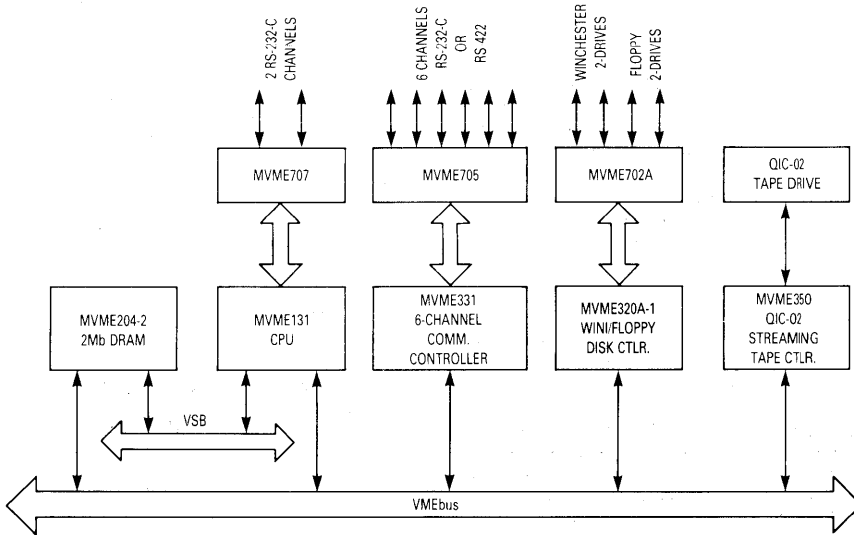 2 RS-232-C
CHANNELS
6 CHANNELS
RS-232-C
OR
RS 422
WINCHESTER
2-DRIVES
FLOPPY
2-DRIVES
MVME707
MVME705
MVME702A
QIC-02
TAPE DRIVE
MVME204-2
2Mb DRAM
MVME131
CPU
MVME331
6-CHANNEL
COMM.
CONTROLLER
MVME320A-1
WINI/FLOPPY
DISK CTLR.
MVME350
QIC-02
STREAMING
TAPE CTLR.
VSB
VMEbus